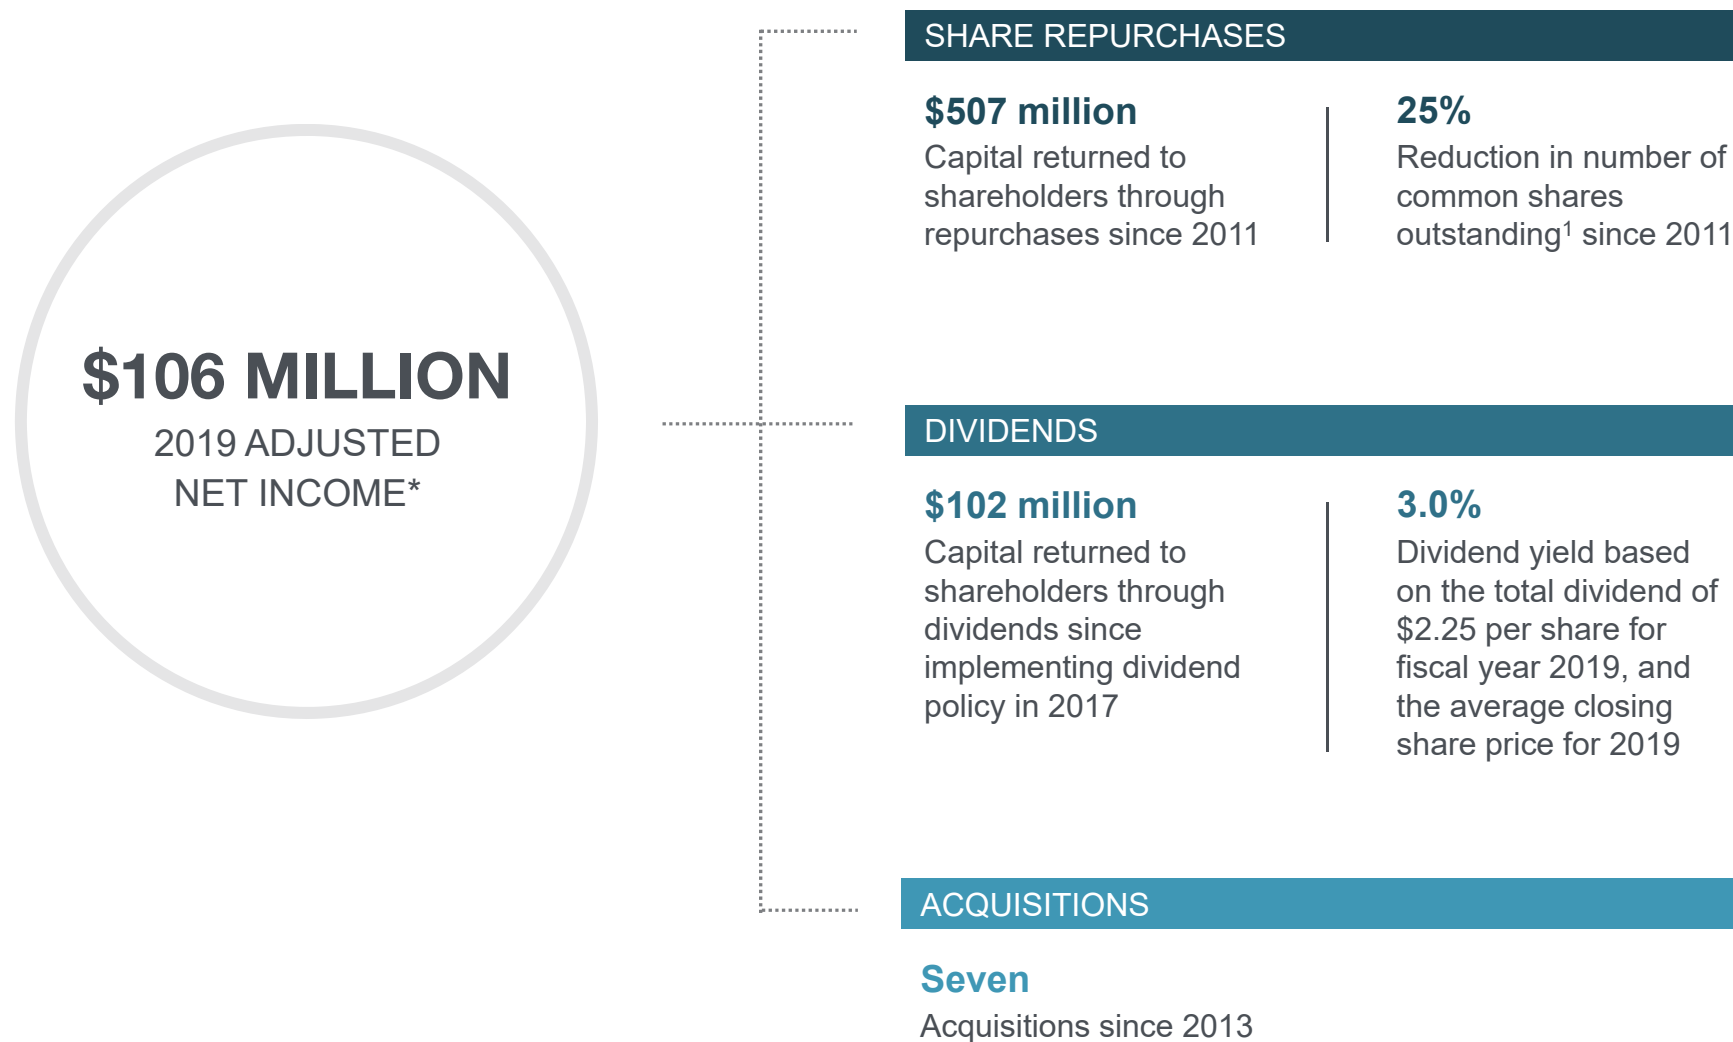 $106 MILLION
2019 ADJUSTED
NET INCOME*
SHARE REPURCHASES
$507 million
Capital returned to
shareholders through
repurchases since 2011
25%
Reduction in number of
common shares
outstanding¹ since 2011
DIVIDENDS
$102 million
Capital returned to
shareholders through
dividends since
implementing dividend
policy in 2017
3.0%
Dividend yield based
on the total dividend of
$2.25 per share for
fiscal year 2019, and
the average closing
share price for 2019
ACQUISITIONS
Seven
Acquisitions since 2013